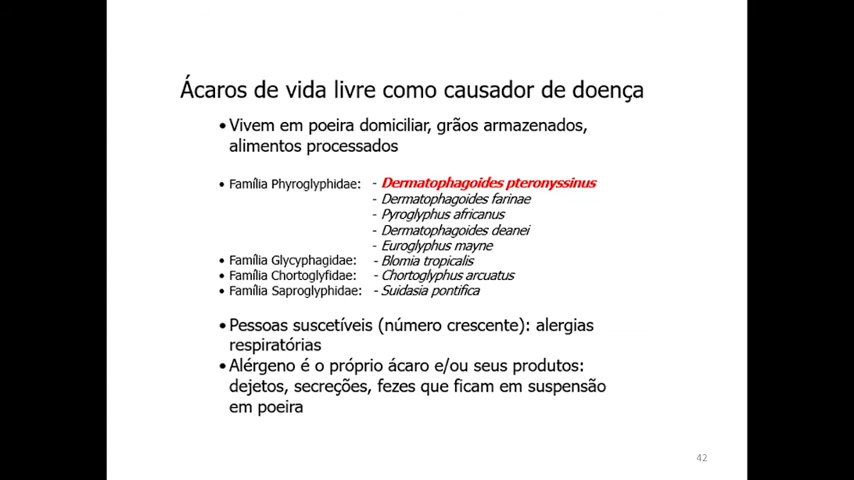 Ácaros de vida livre como causador de doença
• Vivem em poeira domiciliar, grãos armazenados,
alimentos processados
• Família Phyroglyphidae: - Dermatophagoides pteronyssinus
- Dermatophagoides farinae
- Pyroglyphus africanus
- Dermatophagoides deanei
- Euroglyphus mayne
• Família Glycyphagidae: - Blomia tropicalis
• Família Chortoglyfidae: - Chortoglyphus arcuatus
• Família Saproglyphidae: - Suidasia pontifica
• Pessoas suscetíveis (número crescente): alergias
respiratórias
• Alérgeno é o próprio ácaro e/ou seus produtos:
dejetos, secreções, fezes que ficam em suspensão
em poeira
42